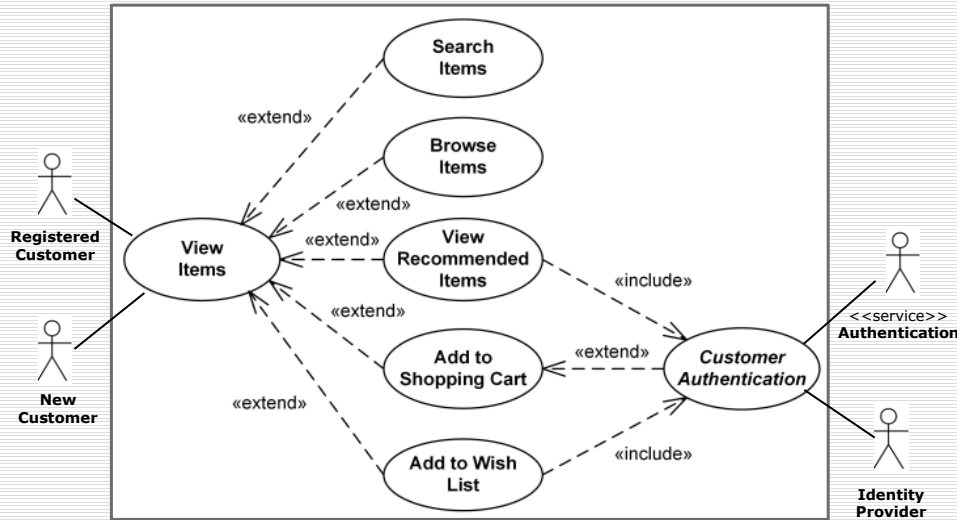 Search
Items
«extend»
Browse
Items
«extend»
Registered
Customer
View
Items
«extend»
View
Recommended
Items
«include»
<<service>>
Authentication
«extend»
New
Customer
Add to
Shopping Cart
«extend»
Customer
Authentication
«extend»
Add to Wish
List
«include»
Identity
Provider